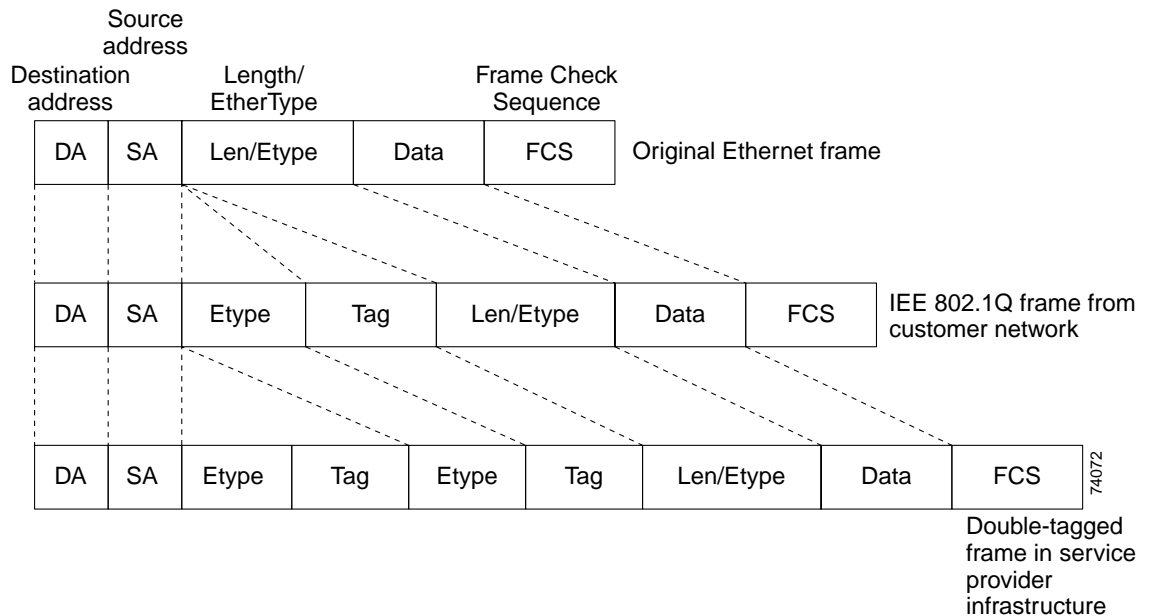 Source
address
Destination
address
Length/
EtherType
Frame Check
Sequence
DA SA Len/Etype Data FCS Original Ethernet frame
DA SA Etype Tag Len/Etype Data FCS
IEE 802.1Q frame from
customer network
DA SA Etype Tag Etype Tag Len/Etype Data FCS
74072
Double-tagged
frame in service
provider
infrastructure